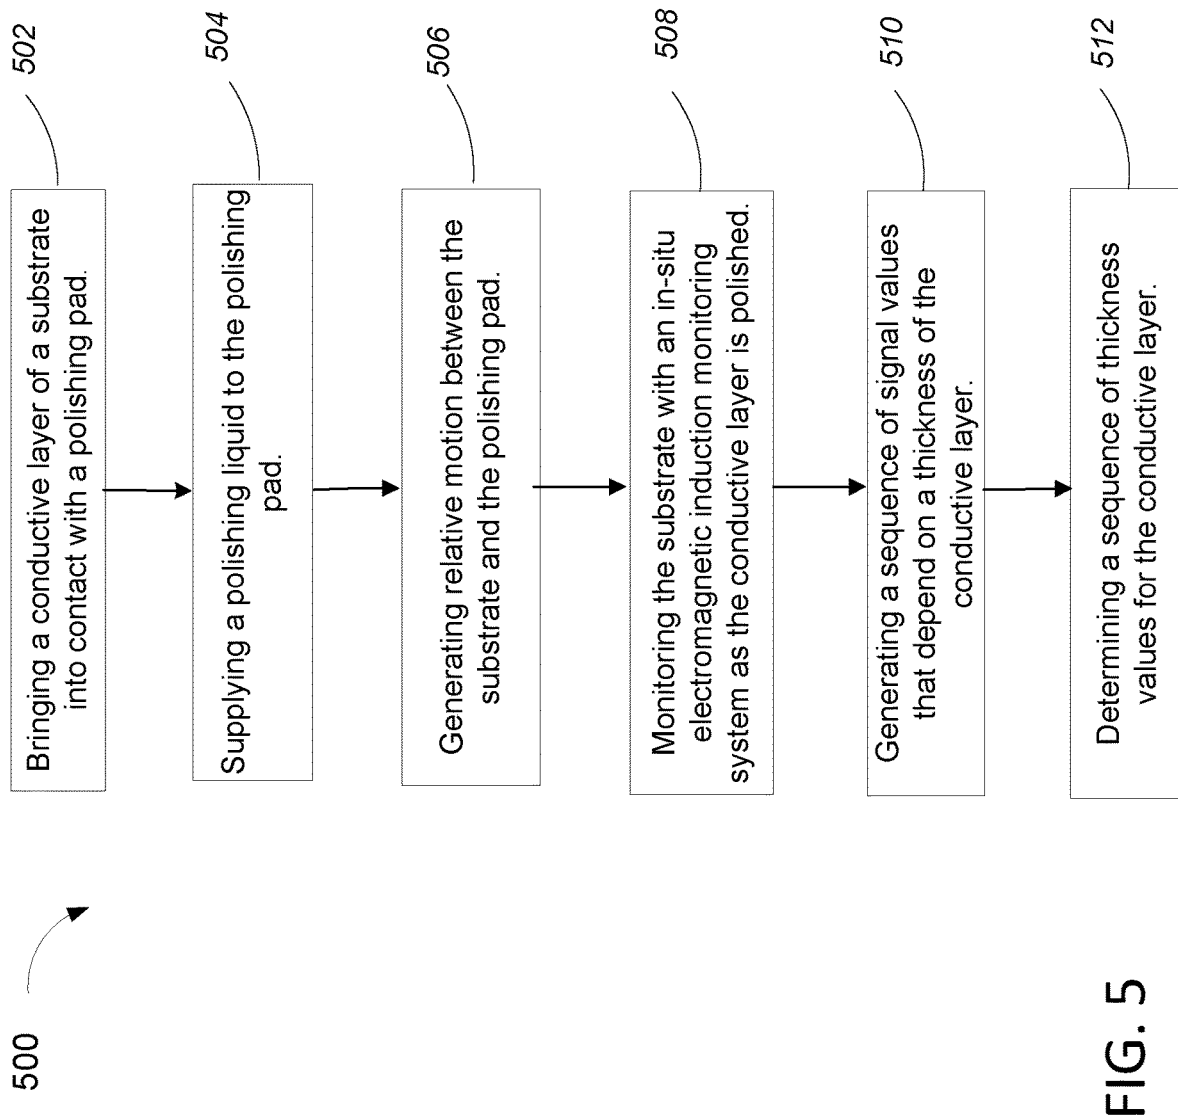 500
Bringing a conductive layer of a substrate
into contact with a polishing pad.
502
Supplying a polishing liquid to the polishing
pad.
504
Generating relative motion between the
substrate and the polishing pad.
506
Monitoring the substrate with an in-situ
electromagnetic induction monitoring
system as the conductive layer is polished.
508
Generating a sequence of signal values
that depend on a thickness of the
conductive layer.
510
Determining a sequence of thickness
values for the conductive layer.
512
FIG. 5